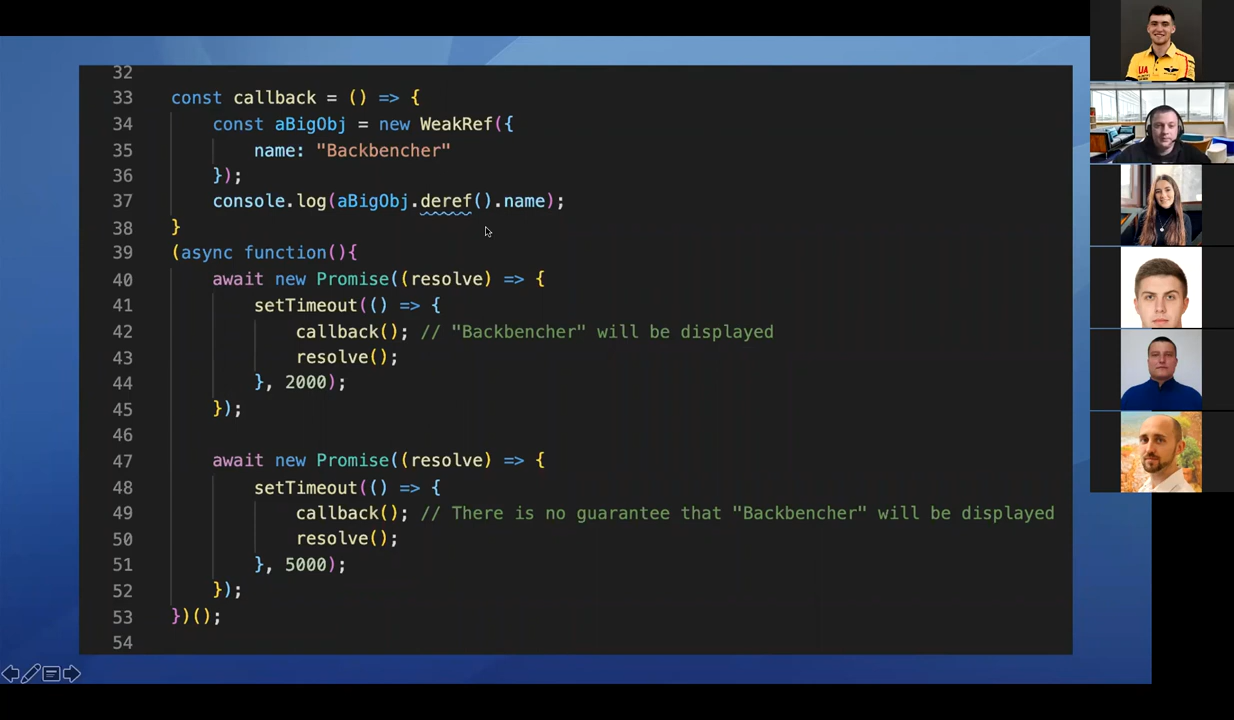 32
33 const callback = () => {
34 const aBigObj = new WeakRef({
35 name: "Backbencher"
36 });
37 console.log(aBigObj.deref().name);
38 }
39 (async function(){
40 await new Promise((resolve) => {
41 setTimeout(() => {
42 callback(); // "Backbencher" will be displayed
43 resolve();
44 }, 2000);
45 });
46
47 await new Promise((resolve) => {
48 setTimeout(() => {
49 callback(); // There is no guarantee that "Backbencher" will be displayed
50 resolve();
51 }, 5000);
52 });
53 })();
54
UA